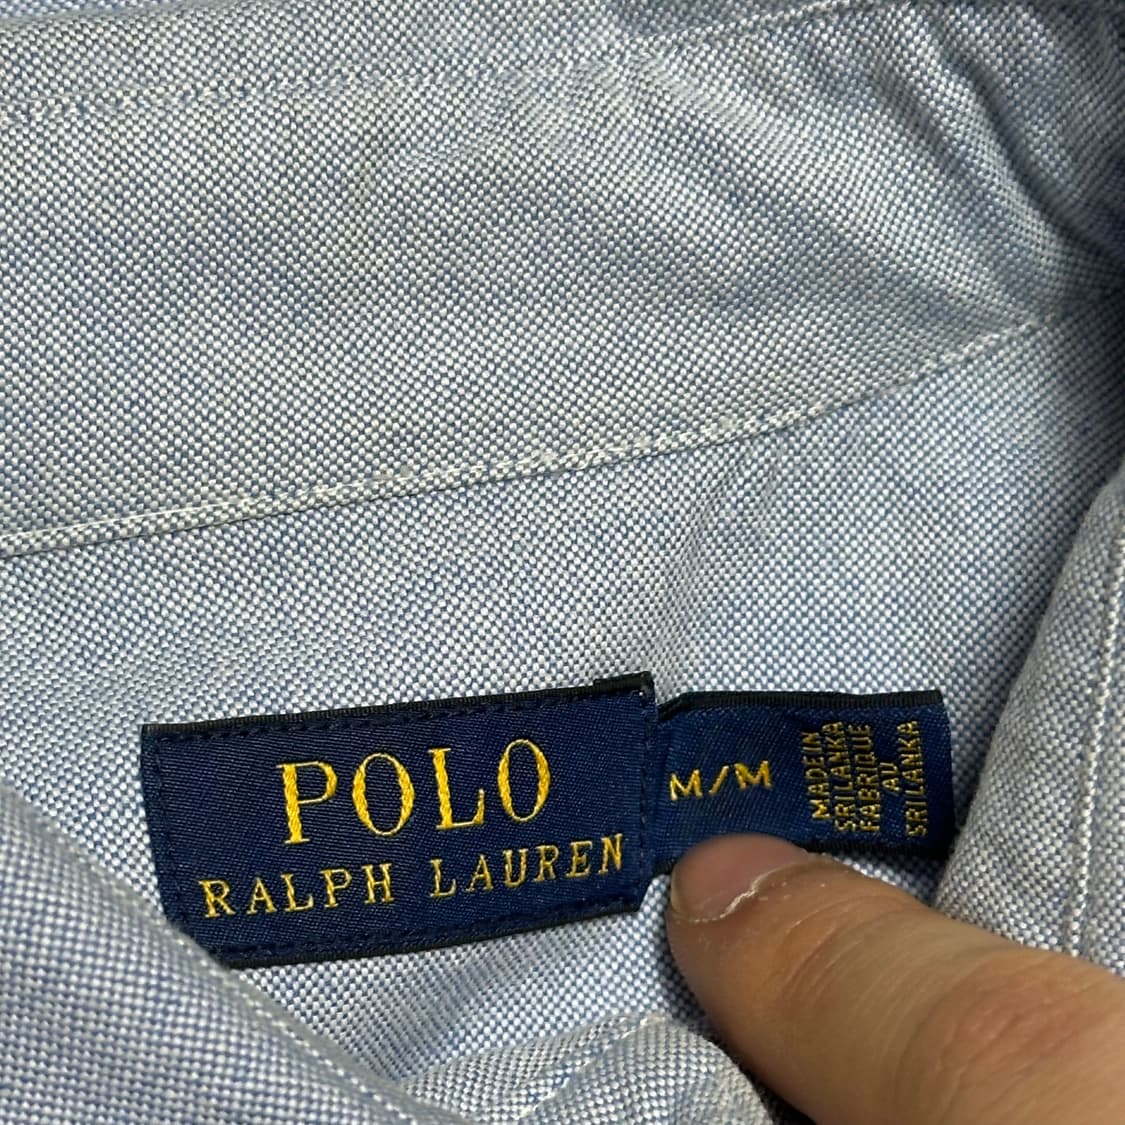 POLO
RALPH LAUREN
M/M
MADE IN
SRI LANKA
FABRIQUE
AU
SRI LANKA